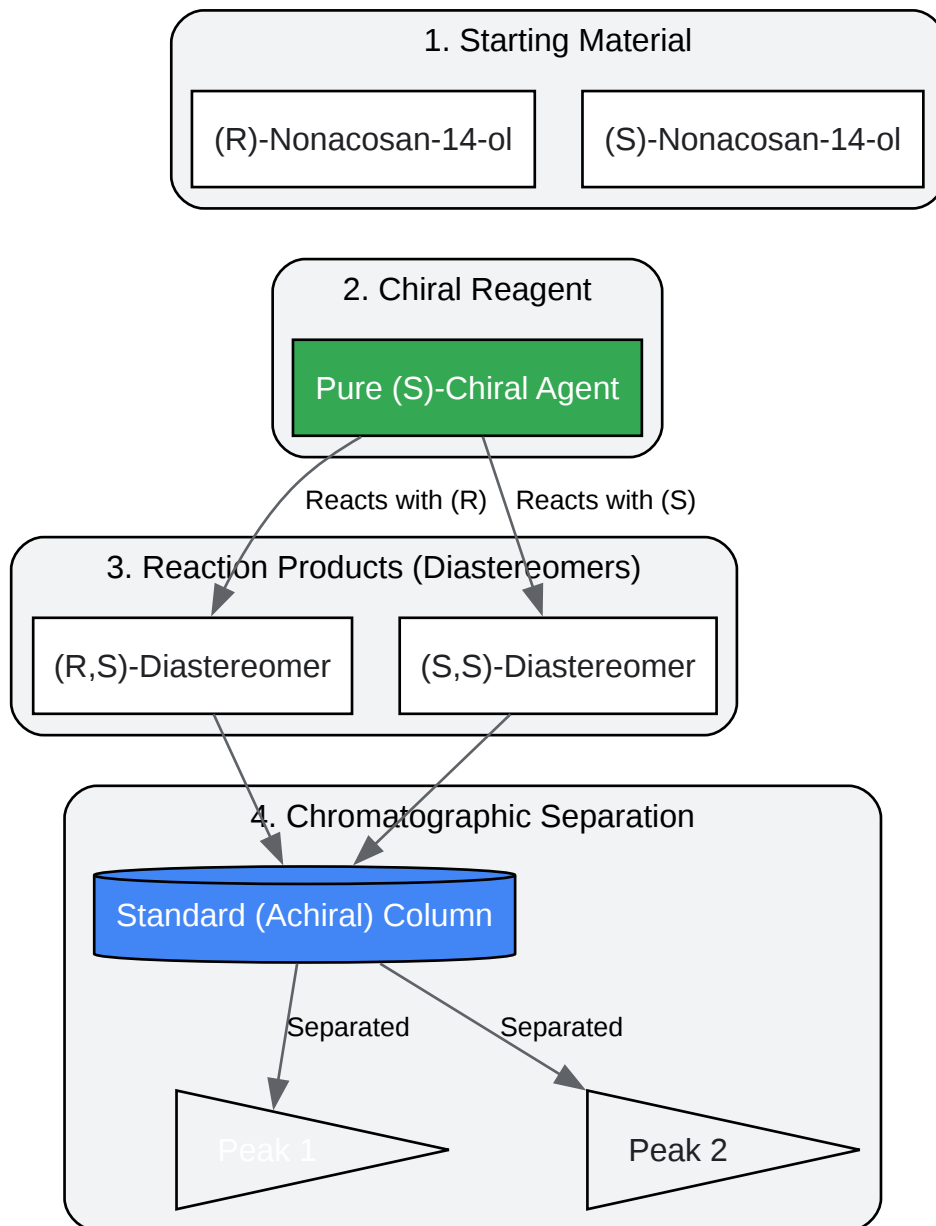 1. Starting Material
(R)-Nonacosan-14-ol
(S)-Nonacosan-14-ol
2. Chiral Reagent
Pure (S)-Chiral Agent
Reacts with (R)
Reacts with (S)
3. Reaction Products (Diastereomers)
(R,S)-Diastereomer
(S,S)-Diastereomer
4. Chromatographic Separation
Standard (Achiral) Column
Separated
Separated
Peak 1
Peak 2